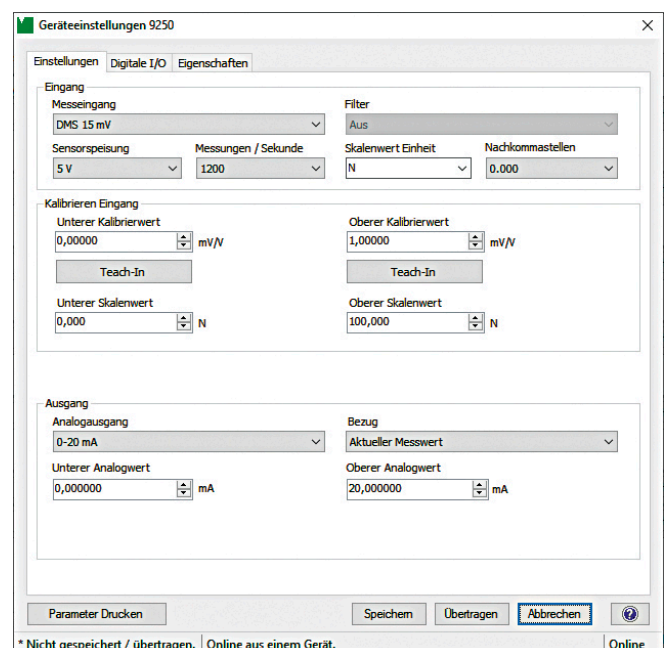 Geräteeinstellungen 9250
Einstellungen Digitale I/O Eigenschaften
Eingang
Messeingang Filter
DMS 15 mV Aus
Sensorspeisung Messungen / Sekunde Skalenwert Einheit Nachkommastellen
5 V 1200 N 0.000
Kalibrieren Eingang
Unterer Kalibrierwert Oberer Kalibrierwert
0,00000 mV/V 1,00000 mV/V
Teach-In Teach-In
Unterer Skalenwert Oberer Skalenwert
0,000 N 100,000 N
Ausgang
Analogausgang Bezug
0-20 mA Aktueller Messwert
Unterer Analogwert Oberer Analogwert
0,000000 mA 20,000000 mA
Parameter Drucken Speichern Übertragen Abbrechen ?
* Nicht gespeichert / übertragen. Online aus einem Gerät. Online